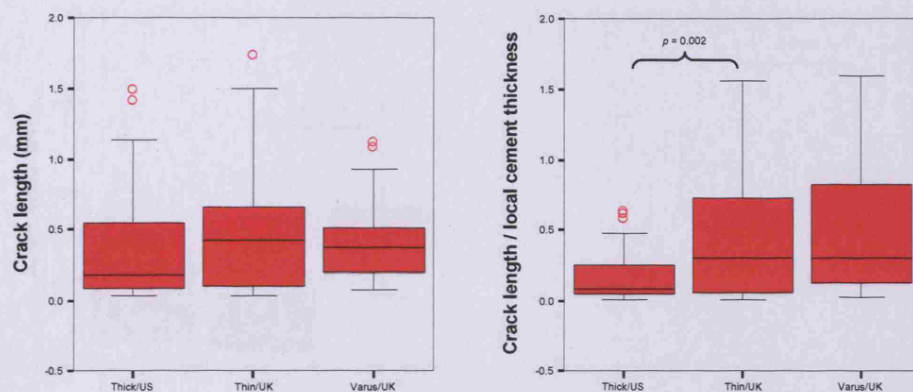 Crack length (mm)
2.0
1.5
1.0
0.5
0.0
-0.5
Thick/US
Thin/UK
Varus/UK
Crack length / local cement thickness
2.0
1.5
1.0
0.5
0.0
-0.5
p = 0.002
Thick/US
Thin/UK
Varus/UK